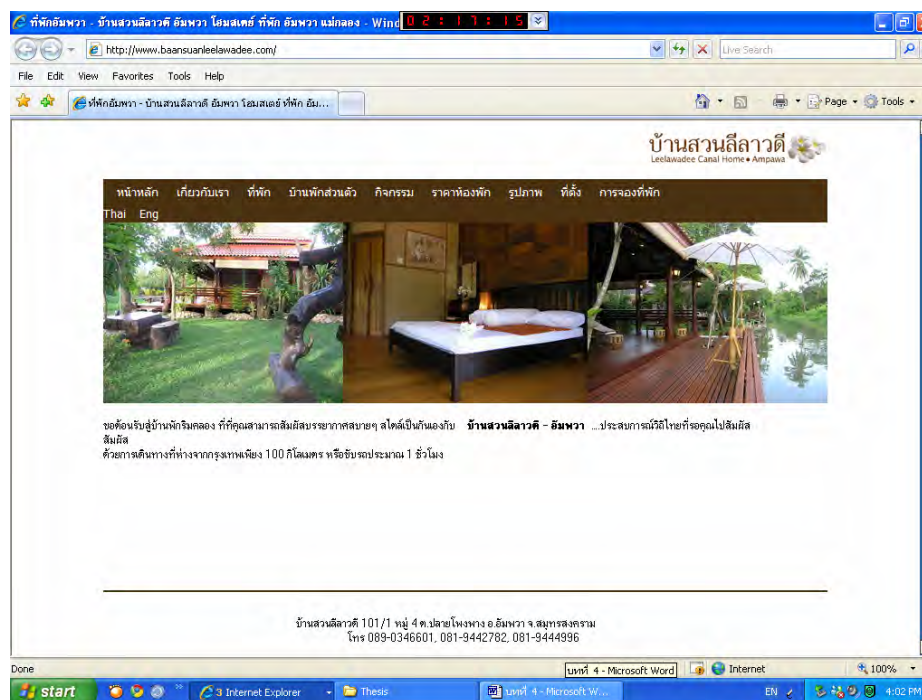 ที่พักอัมพวา - บ้านสวนลีลาวดี อัมพวา โฮมสเตย์ ที่พัก อัมพวา แม่กลอง - Wind
02:17:15
http://www.baansuanleelawadee.com/
Live Search
File Edit View Favorites Tools Help
ที่พักอัมพวา - บ้านสวนลีลาวดี อัมพวา โฮมสเตย์ ที่พัก อัม...
Page Tools
บ้านสวนลีลาวดี
Leelawadee Canal Home • Ampawa
หน้าหลัก เกี่ยวกับเรา ที่พัก บ้านพักส่วนตัว กิจกรรม ราคาห้องพัก รูปภาพ ที่ตั้ง การจองที่พัก
Thai Eng
ขอต้อนรับสู่บ้านพักริมคลอง ที่ที่คุณสามารถสัมผัสบรรยากาศสบายๆ สไตล์เป็นกันเองกับ บ้านสวนลีลาวดี - อัมพวา ....ประสบการณ์วิถีไทยที่รอคุณไปสัมผัส
สัมผัส
ด้วยการเดินทางที่ห่างจากกรุงเทพเพียง 100 กิโลเมตร หรือขับรถประมาณ 1 ชั่วโมง
บ้านสวนลีลาวดี 101/1 หมู่ 4 ต.ปลายโพงพาง อ.อัมพวา จ.สมุทรสงคราม
โทร 089-0346601, 081-9442782, 081-9444996
Done
บทที่ 4 - Microsoft Word
Internet
100%
start
3 Internet Explorer
Thesis
บทที่ 4 - Microsoft W...
EN
4:02 PM